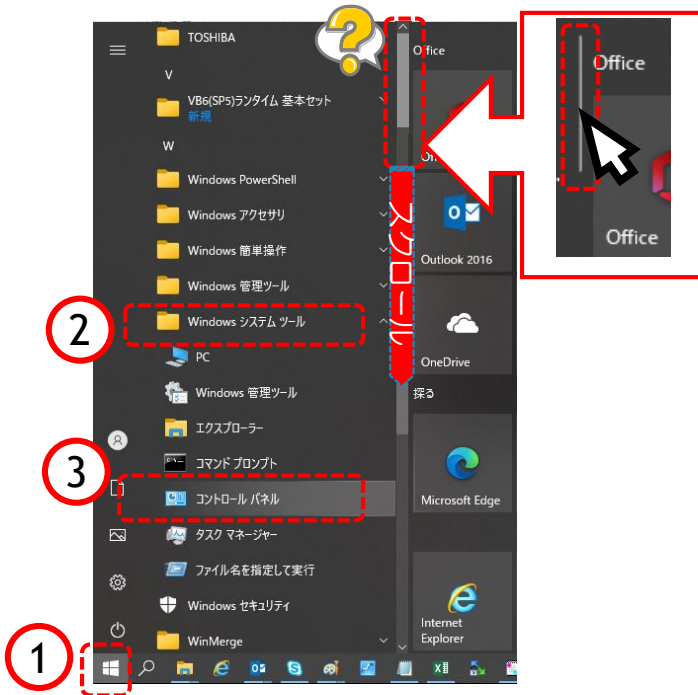 TOSHIBA
V
VB6(SP5)ランタイム 基本セット
新規
W
Windows PowerShell
Windows アクセサリ
Windows 簡単操作
Windows 管理ツール
2
Windows システム ツール
PC
Windows 管理ツール
エクスプローラー
コマンド プロンプト
3
コントロール パネル
タスク マネージャー
ファイル名を指定して実行
Windows セキュリティ
WinMerge
1
?
スクロール
Office
Outlook 2016
OneDrive
探る
Microsoft Edge
Internet
Explorer
Office
Office